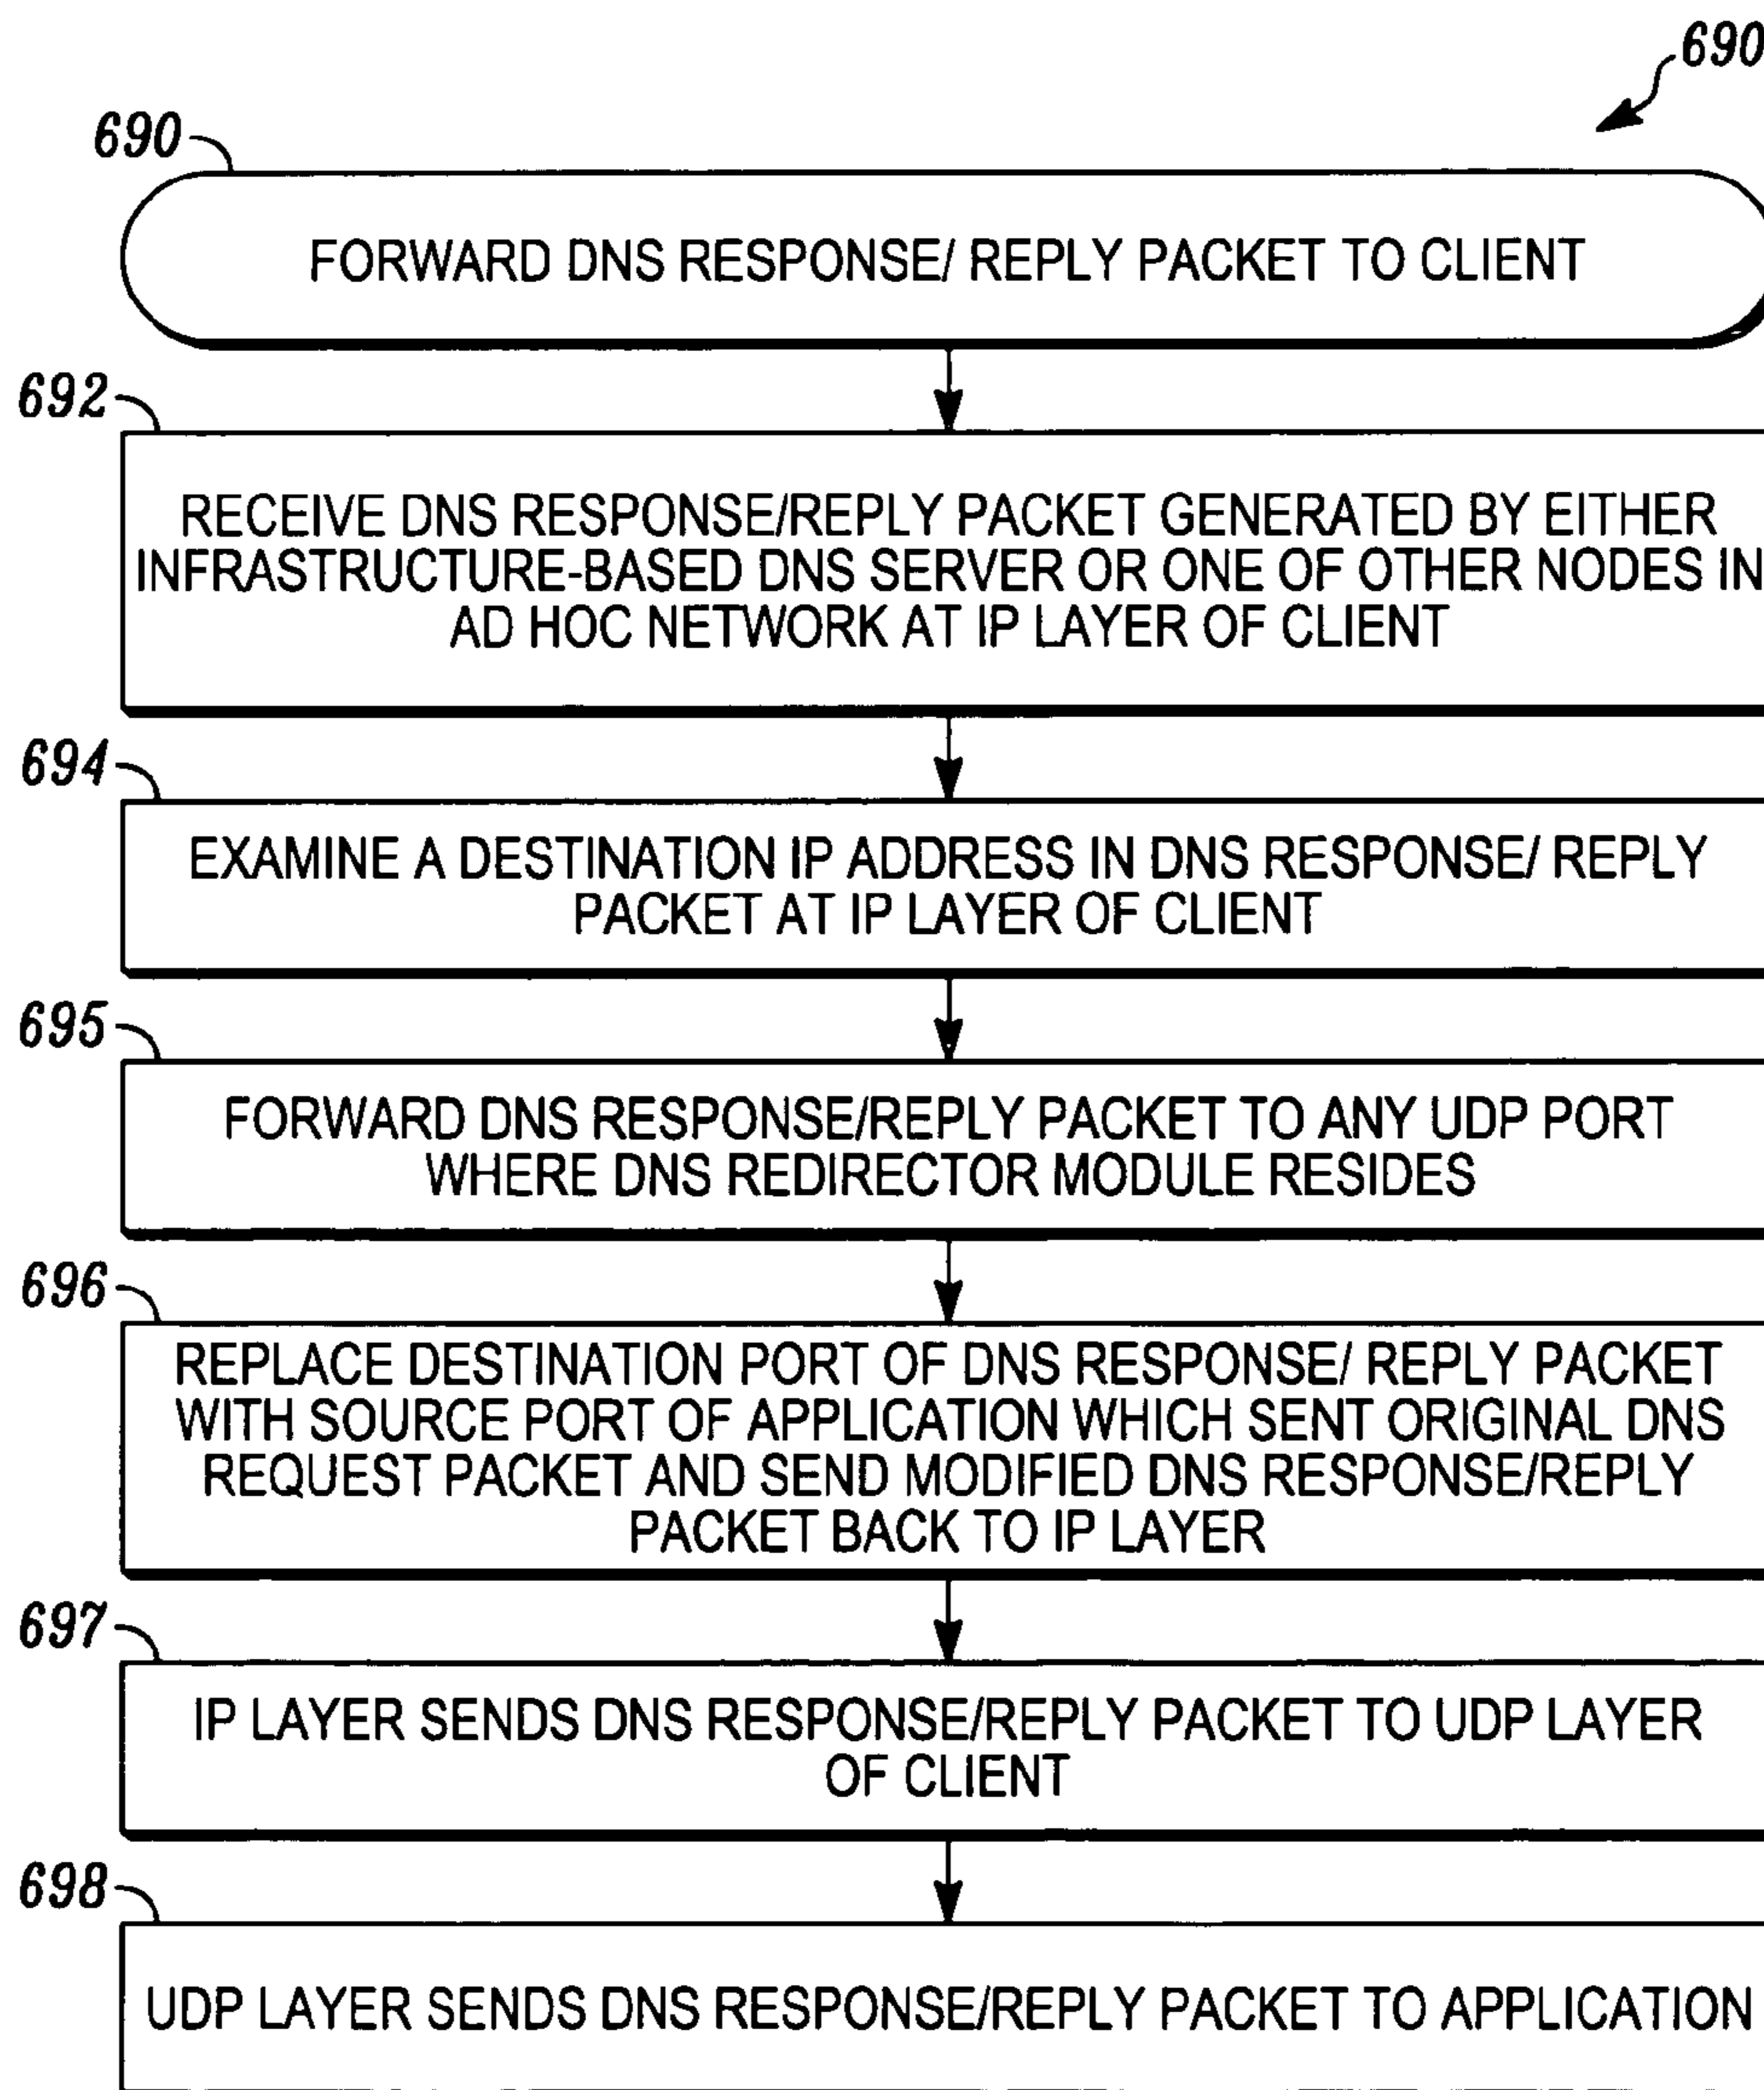 690
690
FORWARD DNS RESPONSE/ REPLY PACKET TO CLIENT
692
RECEIVE DNS RESPONSE/REPLY PACKET GENERATED BY EITHER
INFRASTRUCTURE-BASED DNS SERVER OR ONE OF OTHER NODES IN
AD HOC NETWORK AT IP LAYER OF CLIENT
694
EXAMINE A DESTINATION IP ADDRESS IN DNS RESPONSE/ REPLY
PACKET AT IP LAYER OF CLIENT
695
FORWARD DNS RESPONSE/REPLY PACKET TO ANY UDP PORT
WHERE DNS REDIRECTOR MODULE RESIDES
696
REPLACE DESTINATION PORT OF DNS RESPONSE/ REPLY PACKET
WITH SOURCE PORT OF APPLICATION WHICH SENT ORIGINAL DNS
REQUEST PACKET AND SEND MODIFIED DNS RESPONSE/REPLY
PACKET BACK TO IP LAYER
697
IP LAYER SENDS DNS RESPONSE/REPLY PACKET TO UDP LAYER
OF CLIENT
698
UDP LAYER SENDS DNS RESPONSE/REPLY PACKET TO APPLICATION